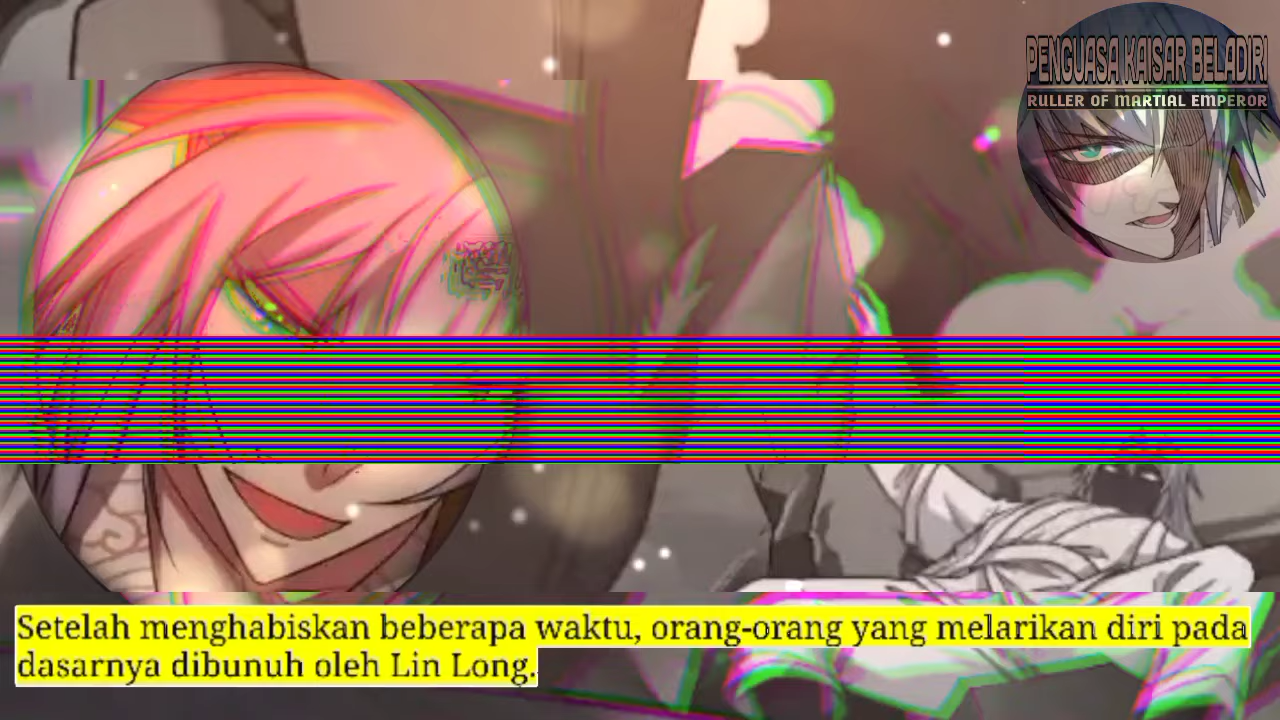 PENGUASA KAISAR BELADIRI
RULLER OF MARTIAL EMPEROR
Setelah menghabiskan beberapa waktu, orang-orang yang melarikan diri pada
dasarnya dibunuh oleh Lin Long.